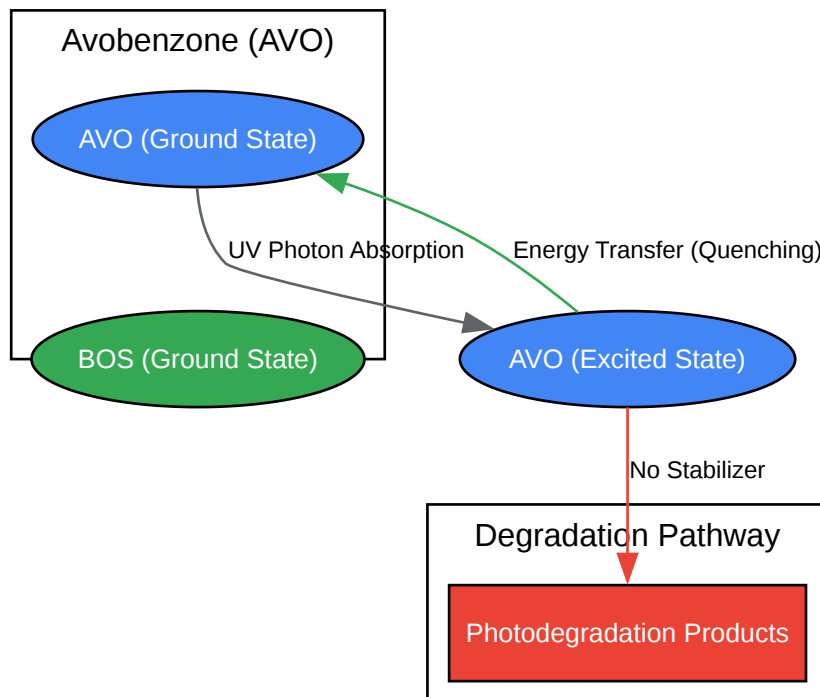 Avobenzone (AVO)
AVO (Ground State)
UV Photon Absorption
Energy Transfer (Quenching)
BOS (Ground State)
AVO (Excited State)
No Stabilizer
Degradation Pathway
Photodegradation Products